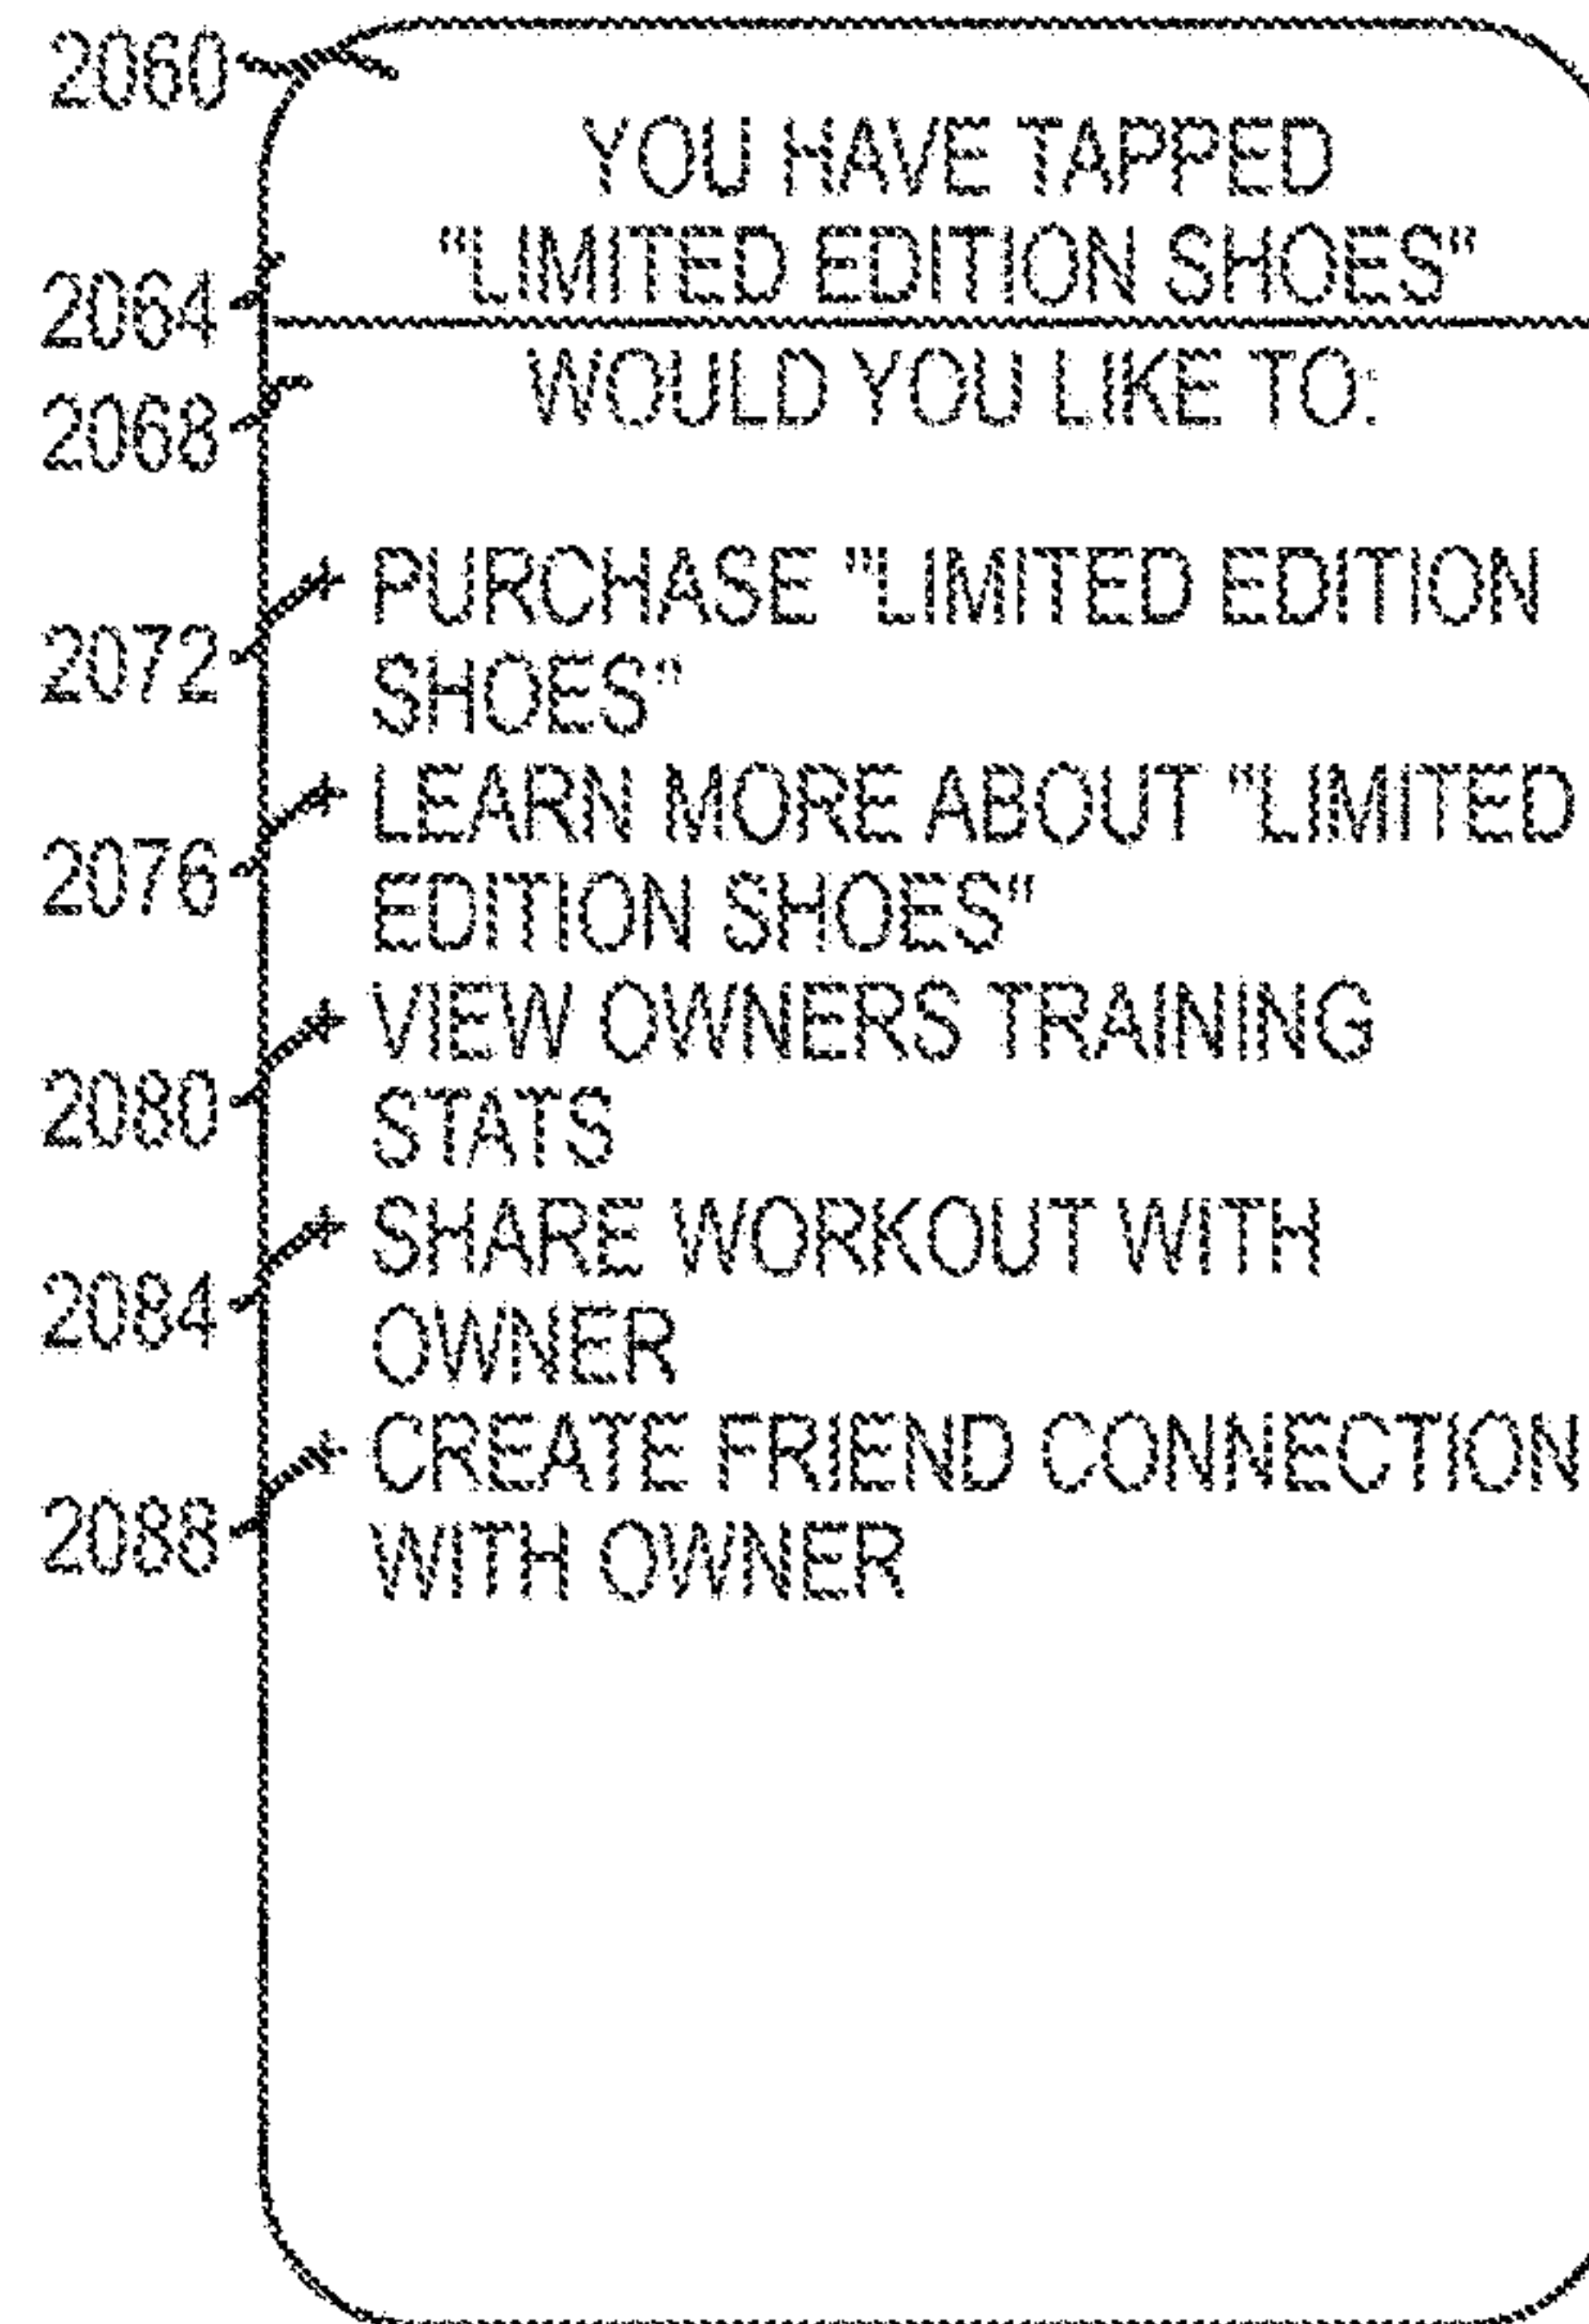 2060
YOU HAVE TAPPED
"LIMITED EDITION SHOES"
2064
WOULD YOU LIKE TO:
2068
PURCHASE "LIMITED EDITION
2072
SHOES"
LEARN MORE ABOUT "LIMITED
2076
EDITION SHOES"
VIEW OWNERS TRAINING
2080
STATS
SHARE WORKOUT WITH
2084
OWNER
CREATE FRIEND CONNECTION
2088
WITH OWNER